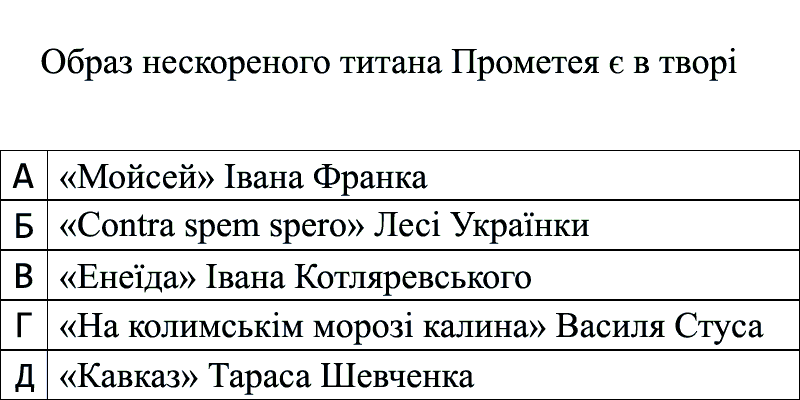 Образ нескореного титана Прометея є в творі
А «Мойсей» Івана Франка
Б «Contra spem spero» Лесі Українки
В «Енеїда» Івана Котляревського
Г «На колимськім морозі калина» Василя Стуса
Д «Кавказ» Тараса Шевченка